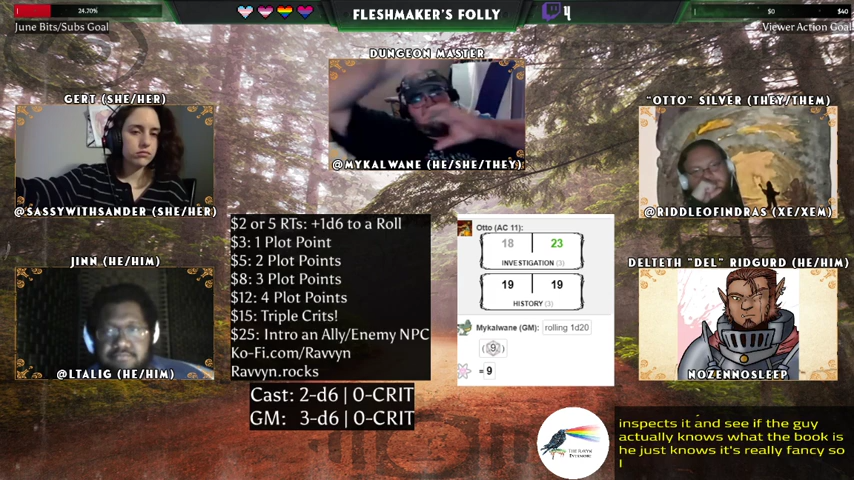 24.70%
FLESHMAKER'S FOLLY
4
$0
$40
June Bits/Subs Goal
Viewer Action Goal
DUNGEON MASTER
@MYKALWANE (HE/SHE/THEY)
GERT (SHE/HER)
@SASSYWITHSANDER (SHE/HER)
"OTTO" SILVER (THEY/THEM)
@RIDDLEOFINDRAS (XE/XEM)
JINN (HE/HIM)
@LTALIG (HE/HIM)
$2 or 5 RTs: +1d6 to a Roll
$3: 1 Plot Point
$5: 2 Plot Points
$8: 3 Plot Points
$12: 4 Plot Points
$15: Triple Crits!
$25: Intro an Ally/Enemy NPC
Ko-Fi.com/Ravvyn
Ravvyn.rocks
Cast: 2-d6 | 0-CRIT
GM: 3-d6 | 0-CRIT
Otto (AC 11):
18 23
INVESTIGATION (3)
19 19
HISTORY (3)
Mykalwane (GM): rolling 1d20
(9)
= 9
DELTETH "DEL" RIDGURD (HE/HIM)
NOZENNOSLEEP
inspects it and see if the guy
actually knows what the book is
he just knows it's really fancy so
I